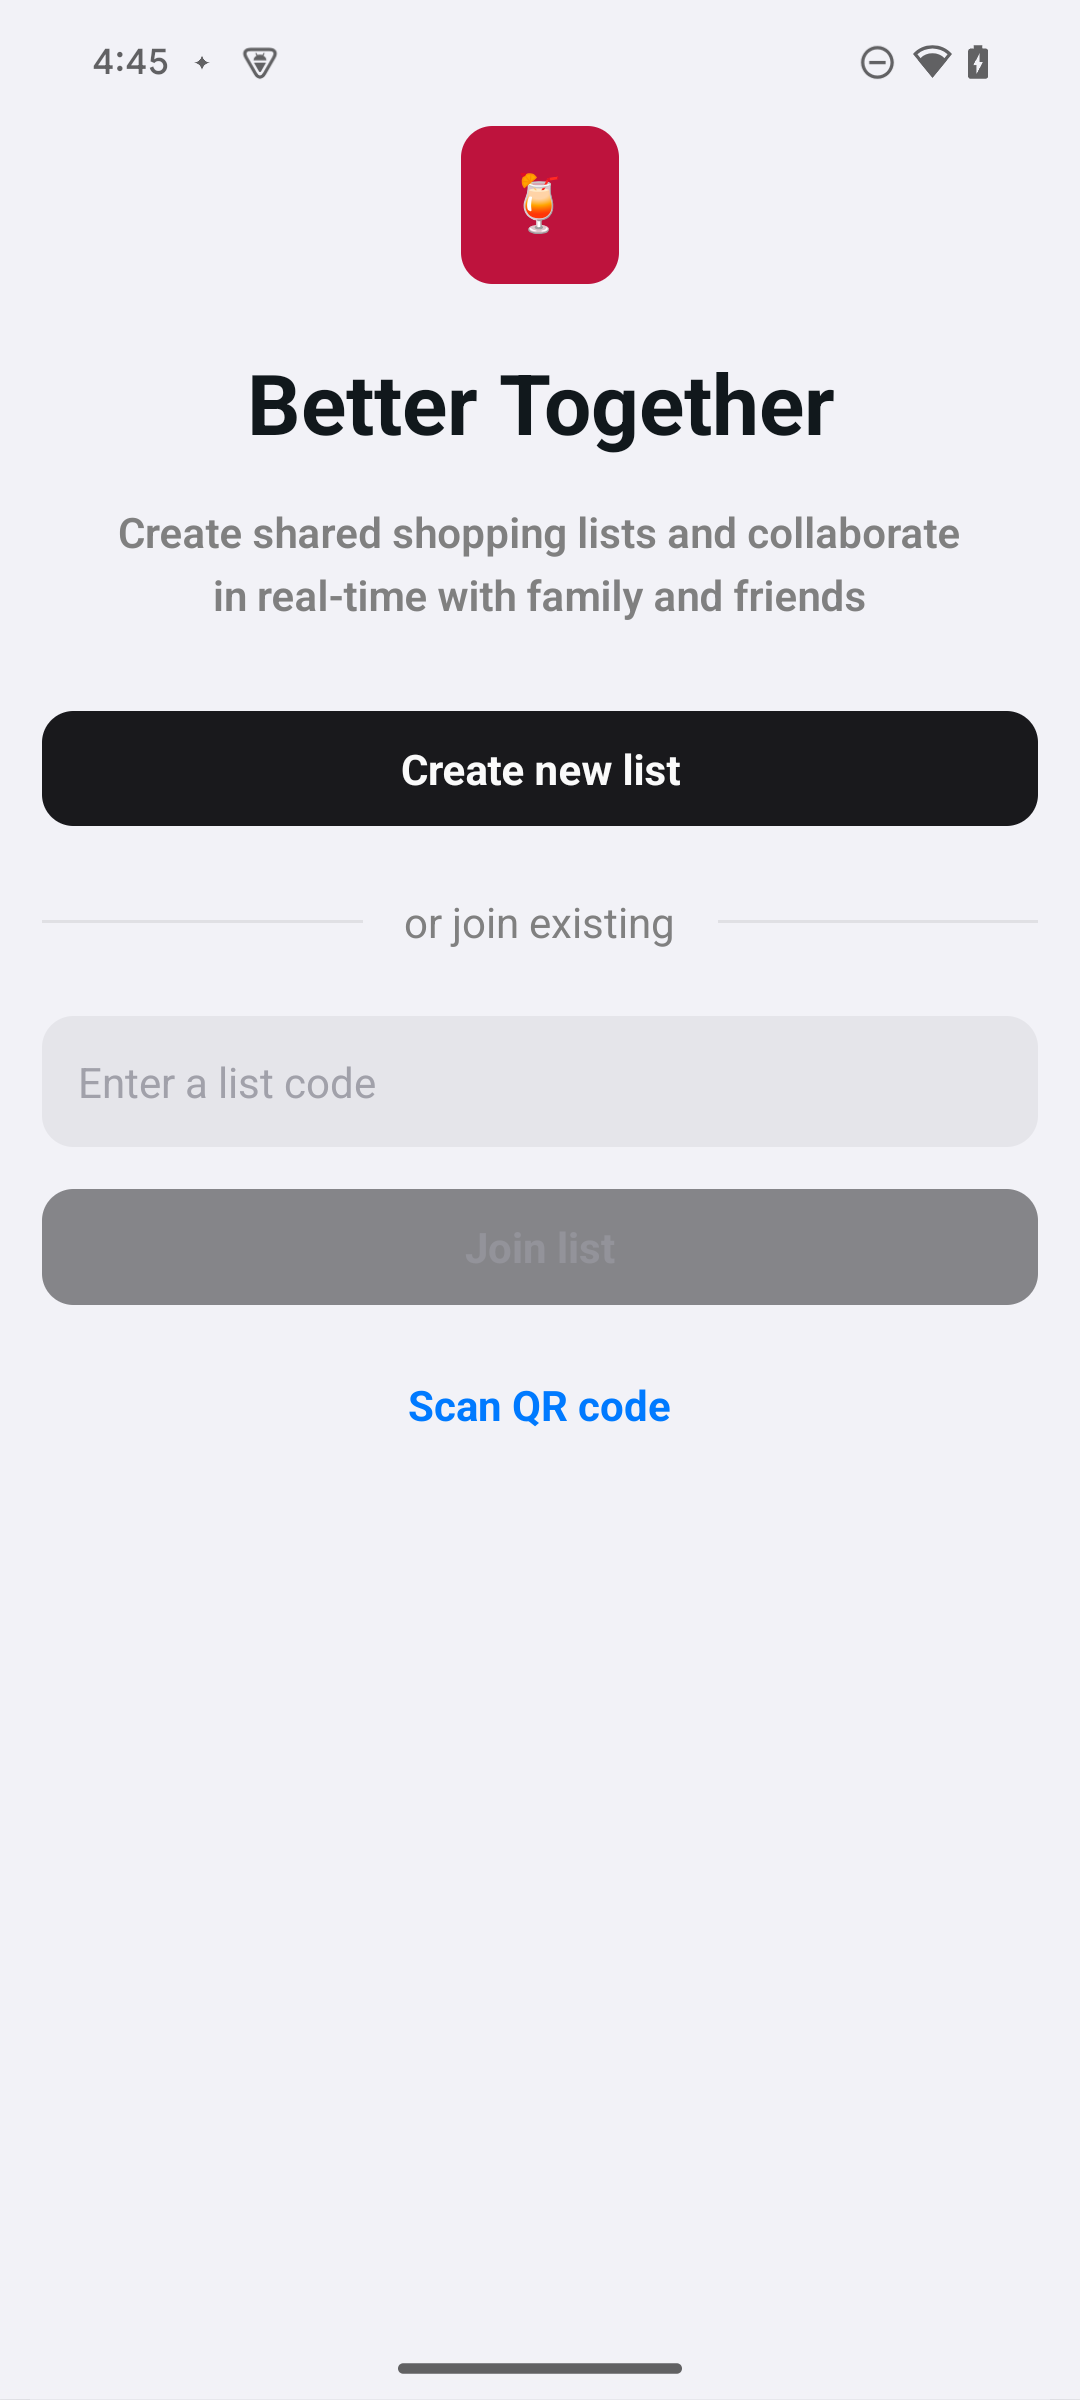 4:45
Better Together
Create shared shopping lists and collaborate
in real-time with family and friends
Create new list
or join existing
Enter a list code
Join list
Scan QR code